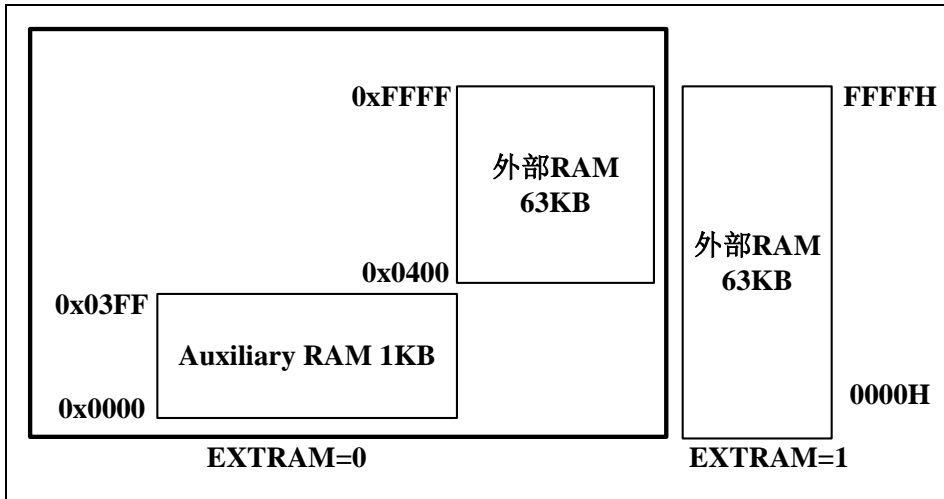 0xFFFF
外部RAM
63KB
0x0400
0x03FF
Auxiliary RAM 1KB
0x0000
EXTRAM=0
FFFFH
外部RAM
63KB
0000H
EXTRAM=1